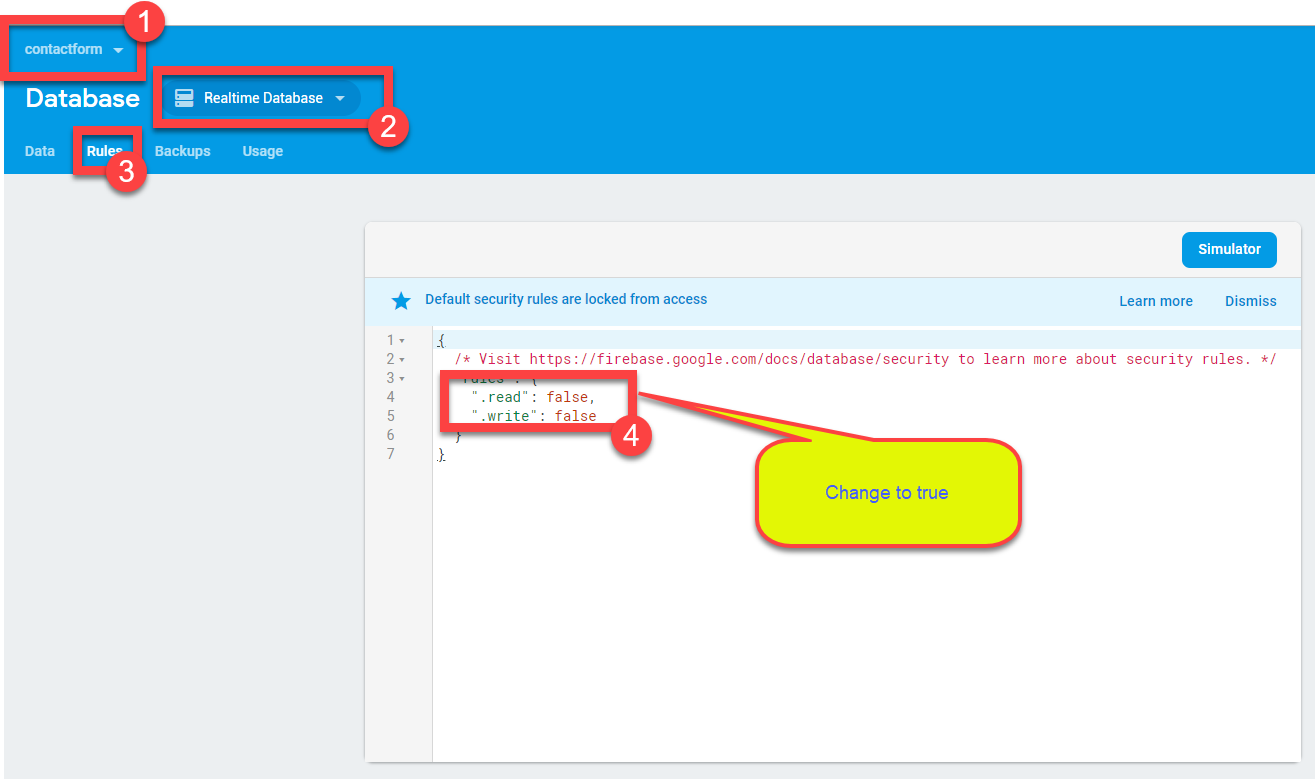 1
contactform
Database
Realtime Database
2
Data
Rules
Backups
Usage
3
Simulator
Default security rules are locked from access
Learn more
Dismiss
1 {
2 /* Visit https://firebase.google.com/docs/database/security to learn more about security rules. */
3 "rules": {
4 ".read": false,
5 ".write": false
6 }
7 }
4
Change to true